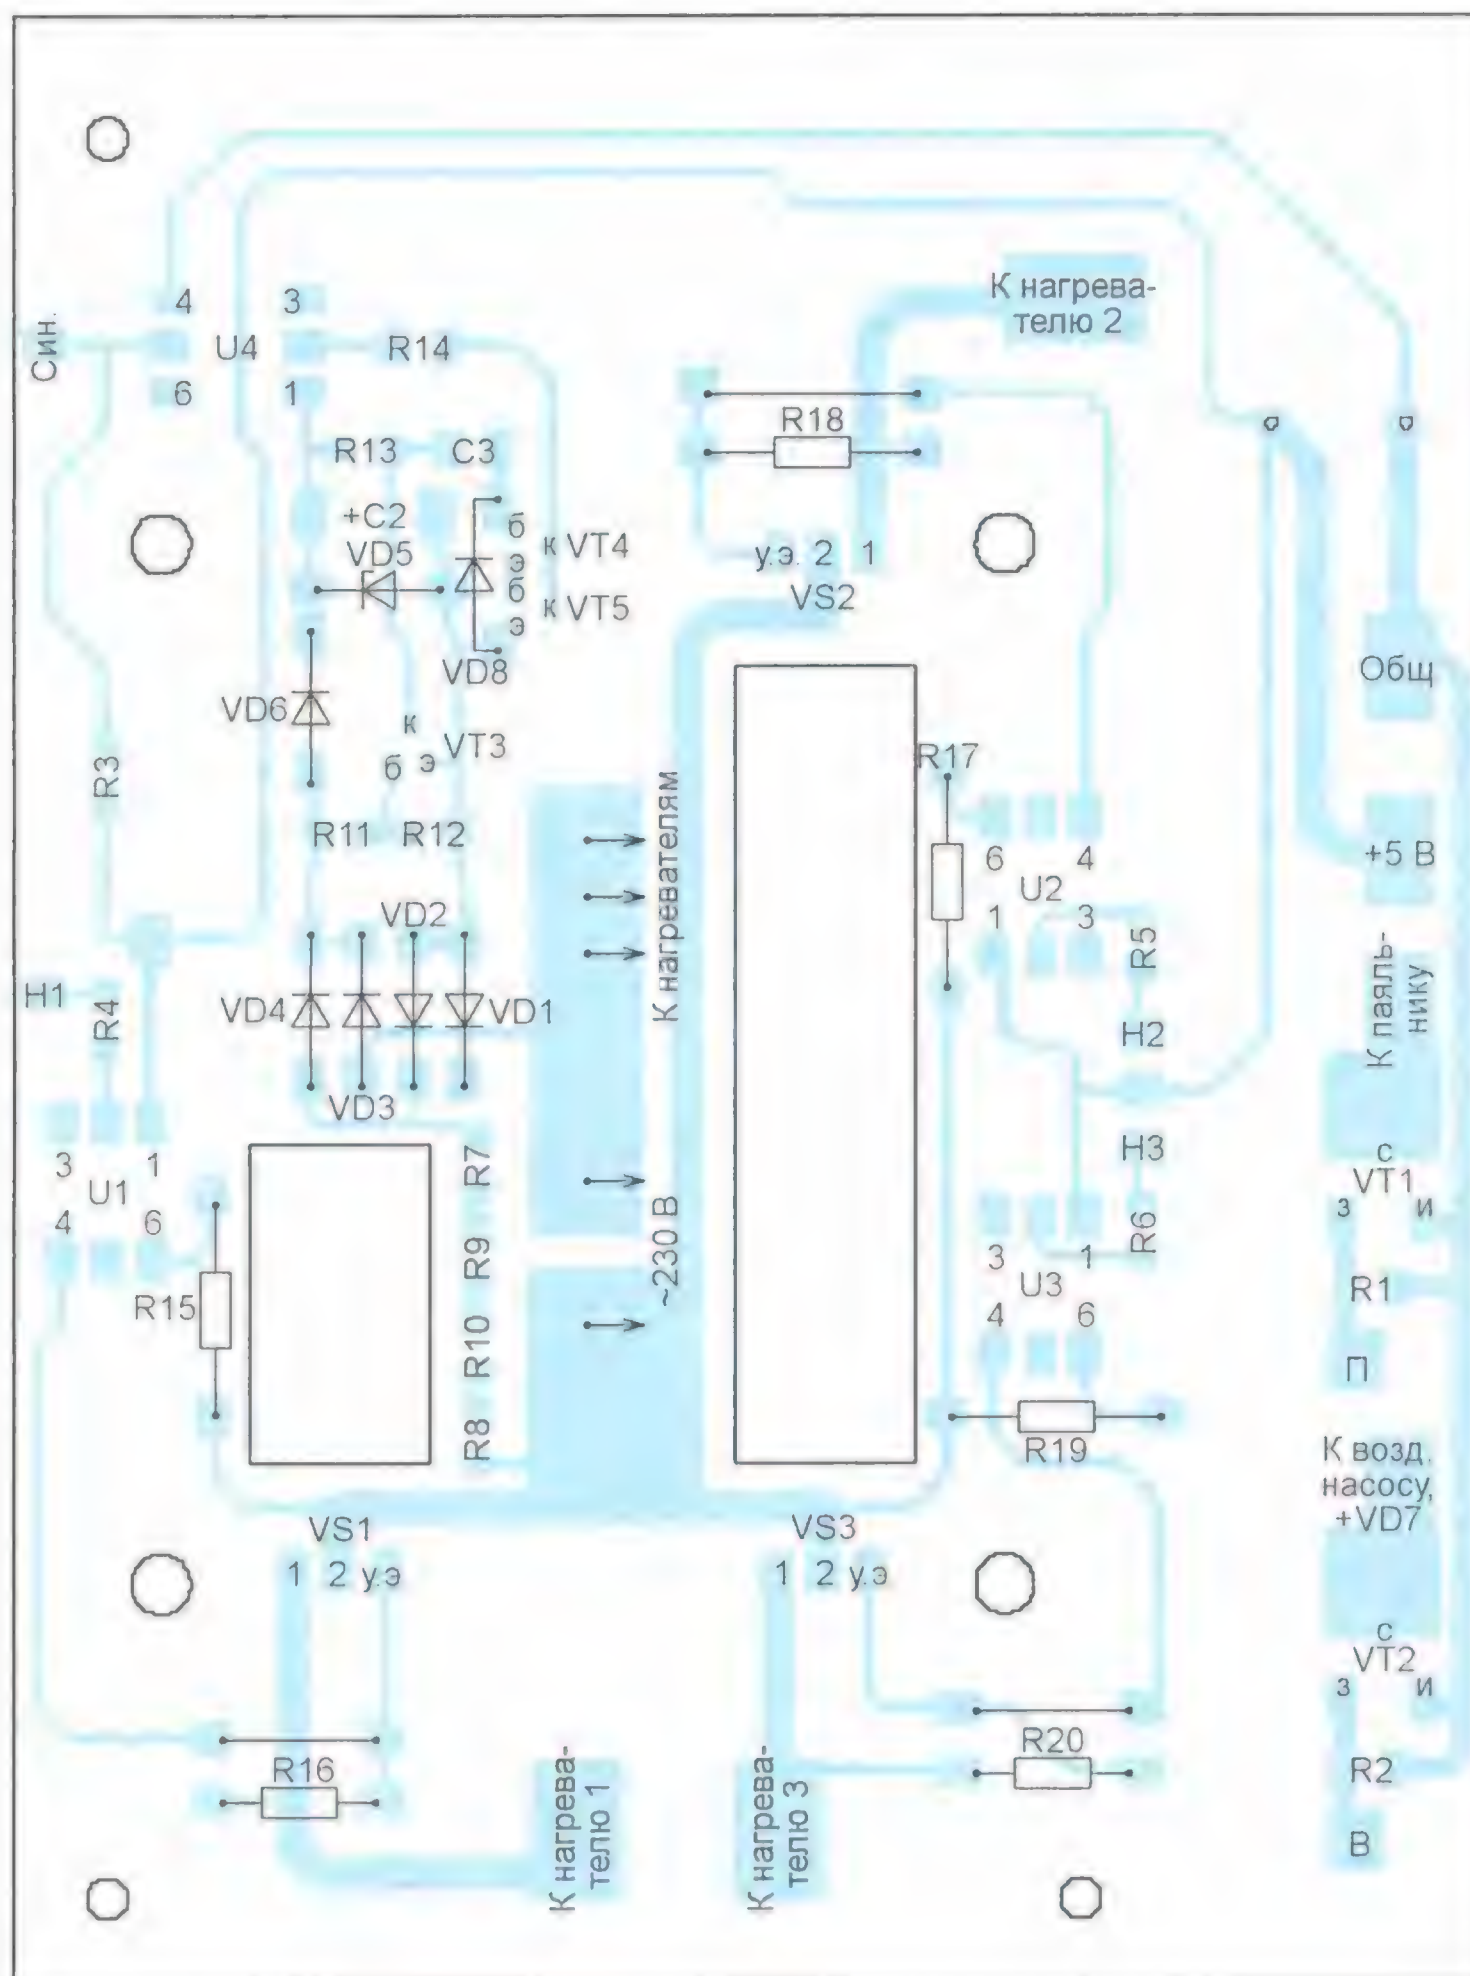 К нагрева-
телю 2
4
3
Син.
U4
R14
6
1
R18
R13
C3
+C2
б
VD5
э
к VT4
б
к VT5
э
у.э.
2
1
VS2
VD8
Общ
VD6
к
VT3
б
э
R3
R17
К нагревателям
R11
R12
6
4
+5 В
U2
VD2
1
3
R5
К паяль-
нику
H1
R4
VD4
VD1
H2
VD3
3
1
R7
H3
с
U1
VT1
4
6
з
и
~230 В
R9
3
1
R6
U3
R1
R15
4
6
R10
П
R8
R19
К возд.
насосу,
+VD7
VS1
VS3
1
2
у.э
1
2
у.э
с
VT2
з
и
R16
R20
R2
К нагрева-
телю 1
К нагрева-
телю 3
В